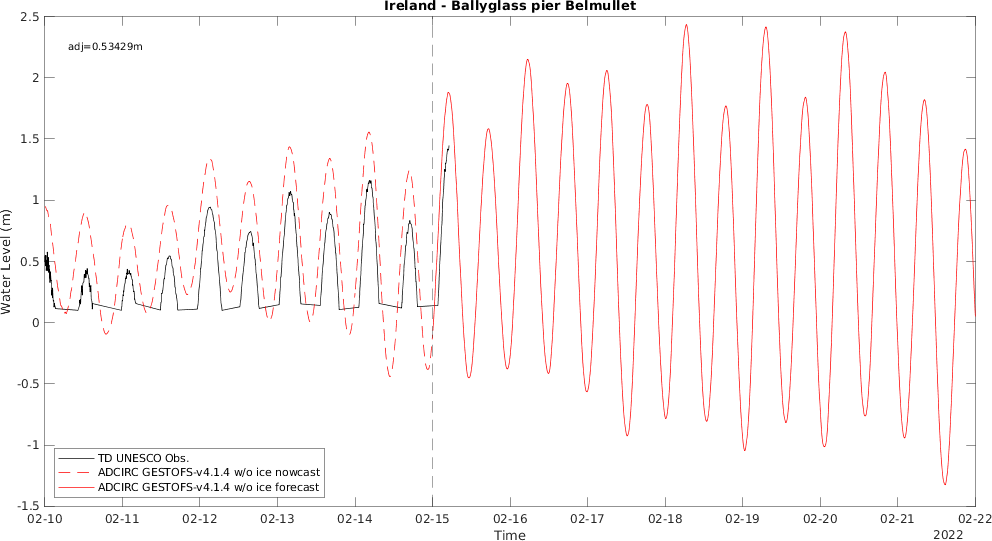 Ireland - Ballyglass pier Belmullet
adj=0.53429m
2.5
2
1.5
1
0.5
0
-0.5
-1
-1.5
Water Level (m)
TD UNESCO Obs.
ADCIRC GESTOFS-v4.1.4 w/o ice nowcast
ADCIRC GESTOFS-v4.1.4 w/o ice forecast
02-10 02-11 02-12 02-13 02-14 02-15 02-16 02-17 02-18 02-19 02-20 02-21 02-22
Time
2022